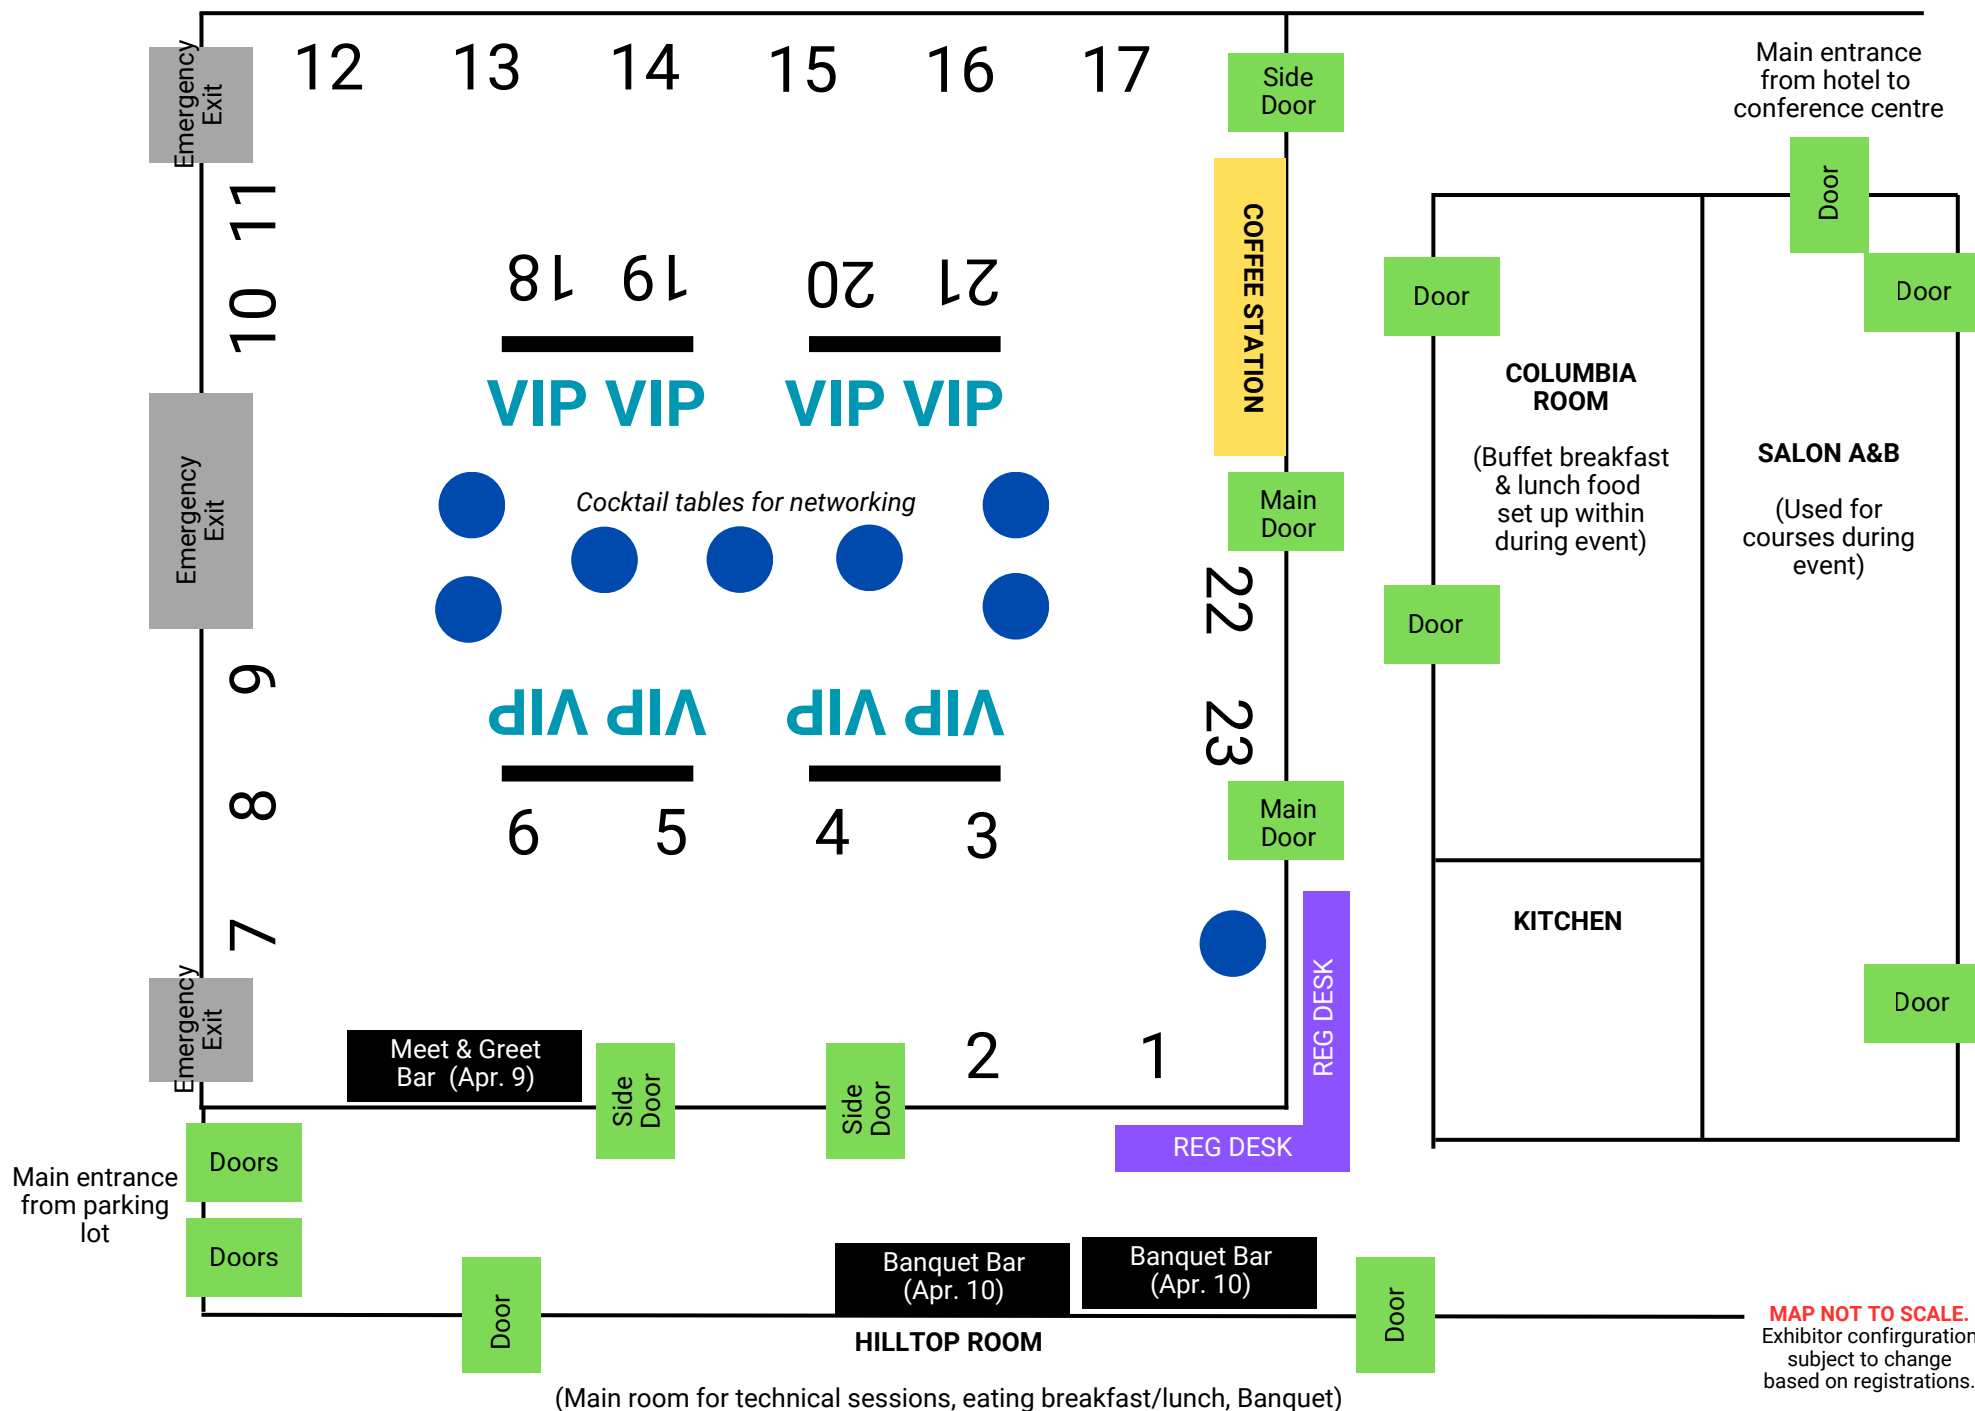 12 13 14 15 16 17
Emergency
Exit
Side
Door
Main entrance
from hotel to
conference centre
Door
11
10
18 19 20 21
COFFEE STATION
Door
Door
VIP VIP VIP VIP
COLUMBIA
ROOM
(Buffet breakfast
& lunch food
set up within
during event)
SALON A&B
(Used for
courses during
event)
Emergency
Exit
Cocktail tables for networking
Main
Door
22
Door
9
VIP VIP VIP VIP
23
8
6 5 4 3
Main
Door
7
KITCHEN
REG DESK
Emergency
Exit
Door
Meet & Greet
Bar (Apr. 9)
Side
Door
Side
Door
2 1
REG DESK
Doors
Main entrance
from parking
lot
Doors
Door
Banquet Bar
(Apr. 10)
Banquet Bar
(Apr. 10)
Door
HILLTOP ROOM
(Main room for technical sessions, eating breakfast/lunch, Banquet)
MAP NOT TO SCALE.
Exhibitor confirguration
subject to change
based on registrations.